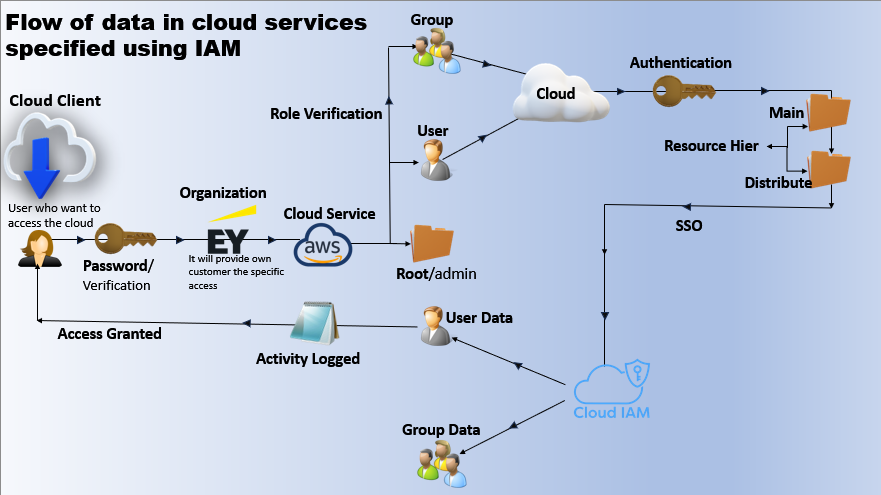 Flow of data in cloud services
specified using IAM
Group
Cloud Client
Role Verification
Cloud
Authentication
User
Main
Resource Hier
Distribute
User who want to
access the cloud
Organization
EY
It will provide own
customer the specific
access
Cloud Service
aws
Password/
Verification
Root/admin
SSO
Access Granted
Activity Logged
User Data
Cloud IAM
Group Data